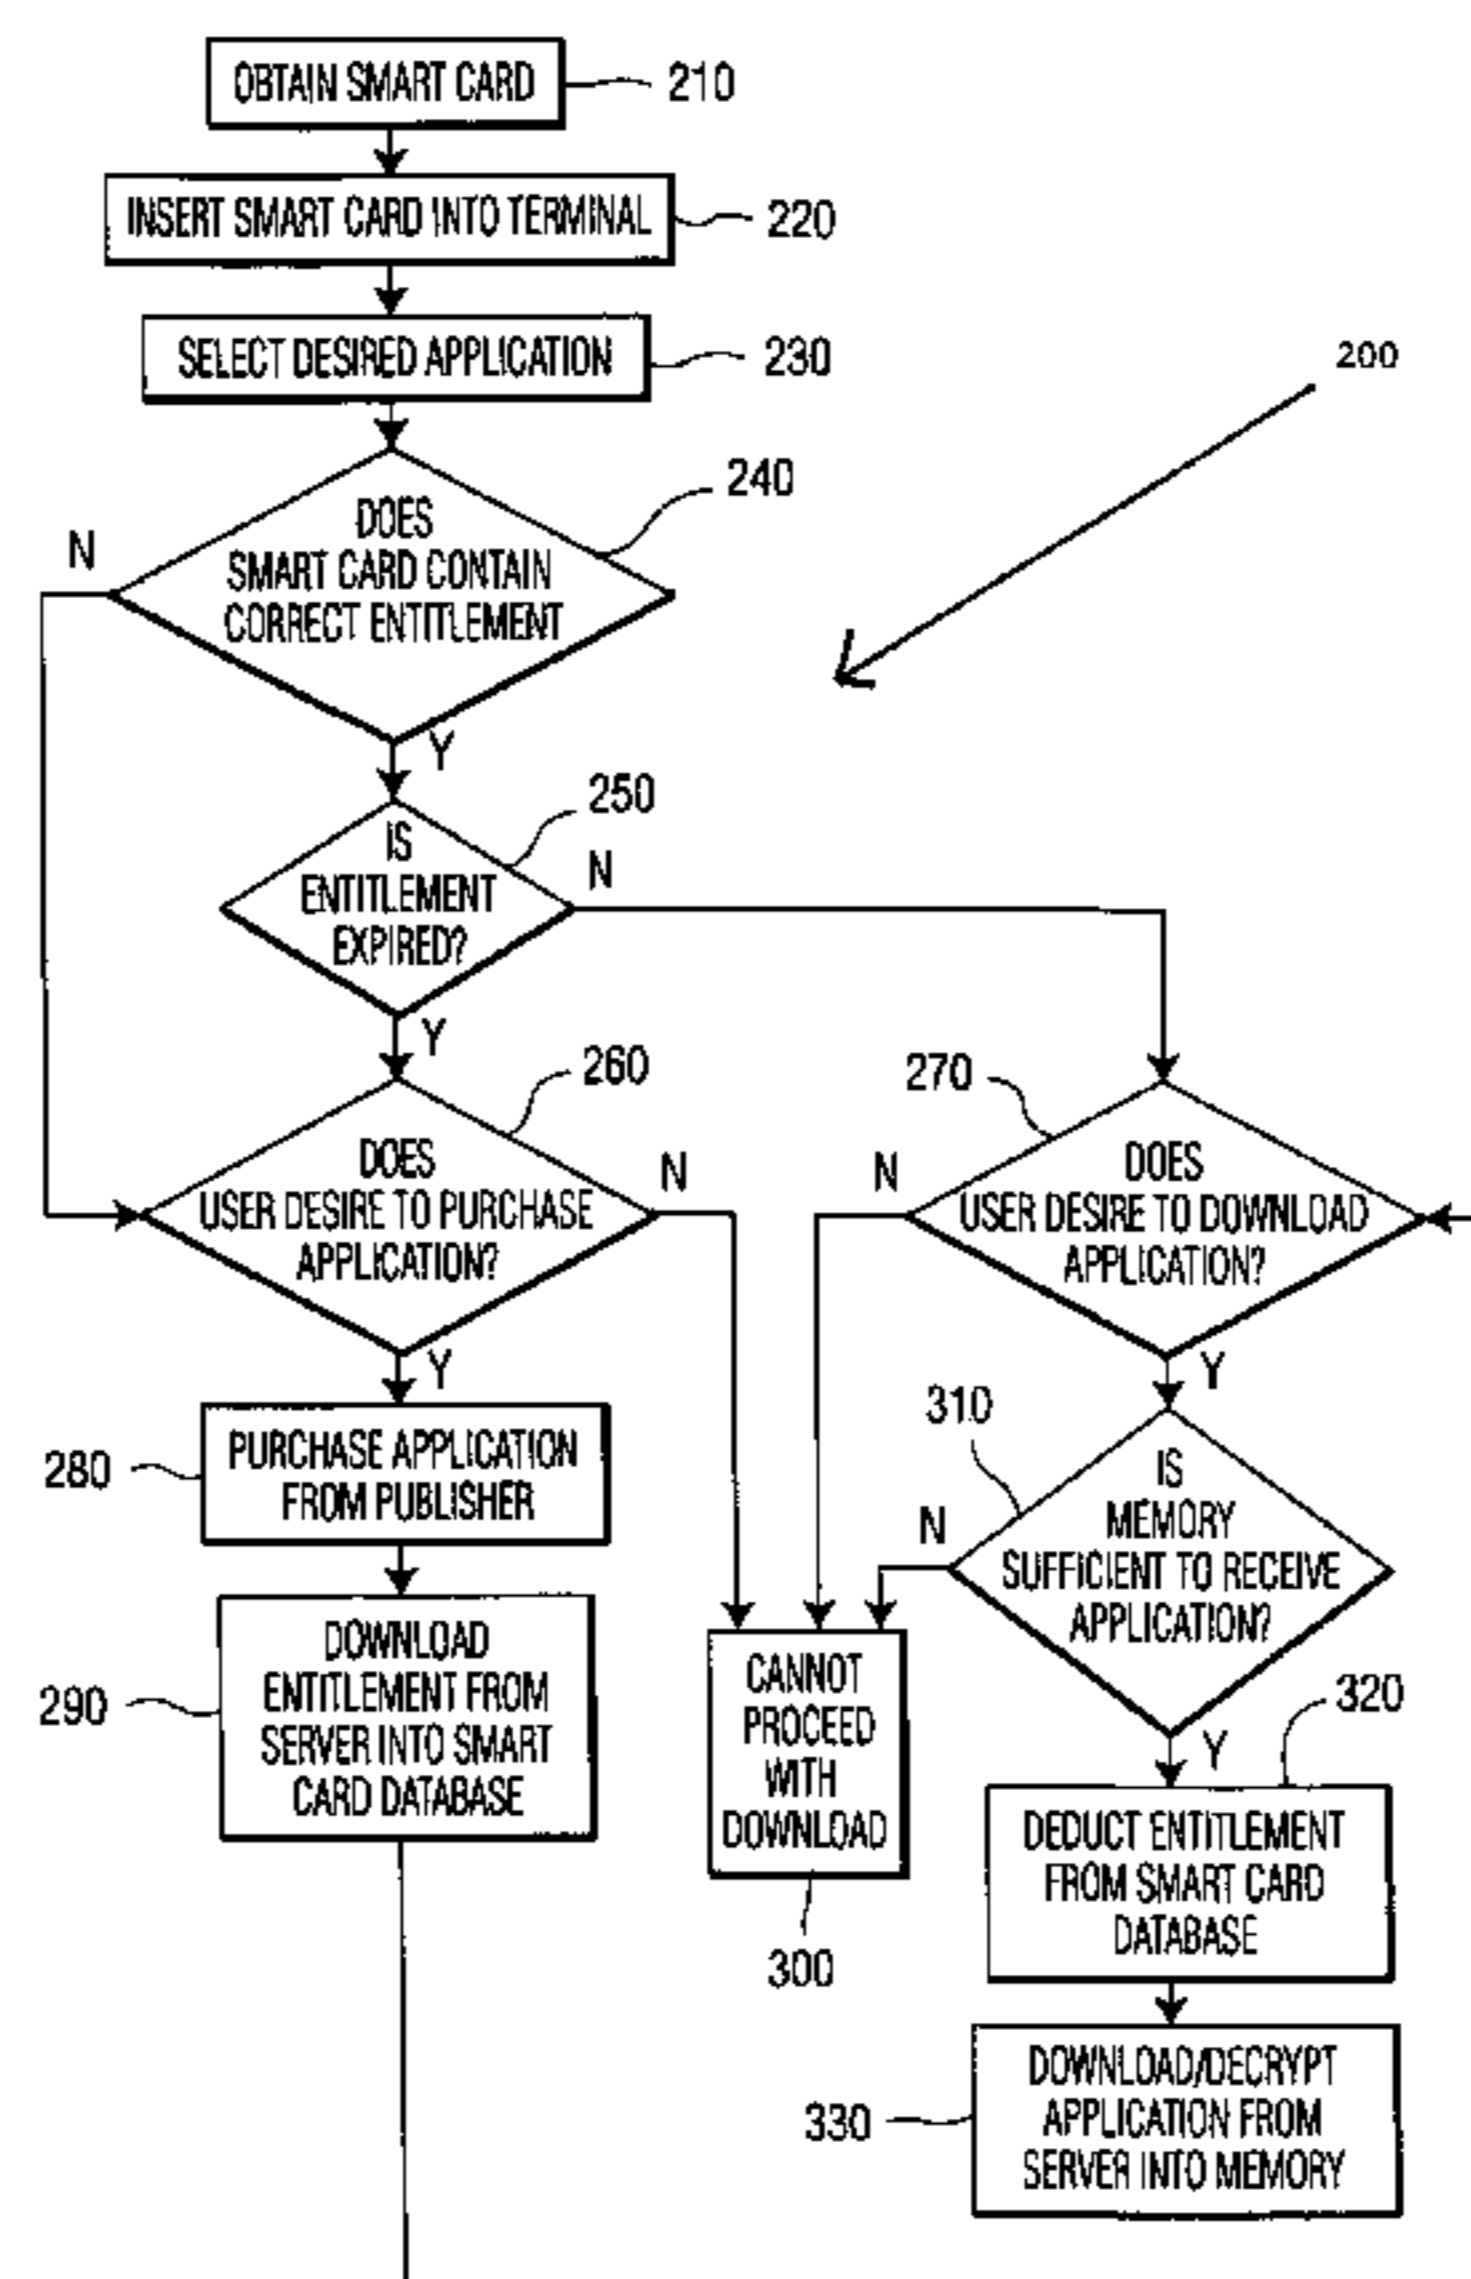 OBTAIN SMART CARD
210
INSERT SMART CARD INTO TERMINAL
220
SELECT DESIRED APPLICATION
230
200
240
DOES
SMART CARD CONTAIN
CORRECT ENTITLEMENT
N
Y
250
IS
ENTITLEMENT
EXPIRED?
N
Y
260
DOES
USER DESIRE TO PURCHASE
APPLICATION?
N
Y
270
DOES
USER DESIRE TO DOWNLOAD
APPLICATION?
N
Y
280
PURCHASE APPLICATION
FROM PUBLISHER
310
IS
MEMORY
SUFFICIENT TO RECEIVE
APPLICATION?
N
Y
290
DOWNLOAD
ENTITLEMENT FROM
SERVER INTO SMART
CARD DATABASE
CANNOT
PROCEED
WITH
DOWNLOAD
300
320
DEDUCT ENTITLEMENT
FROM SMART CARD
DATABASE
330
DOWNLOAD/DECRYPT
APPLICATION FROM
SERVER INTO MEMORY